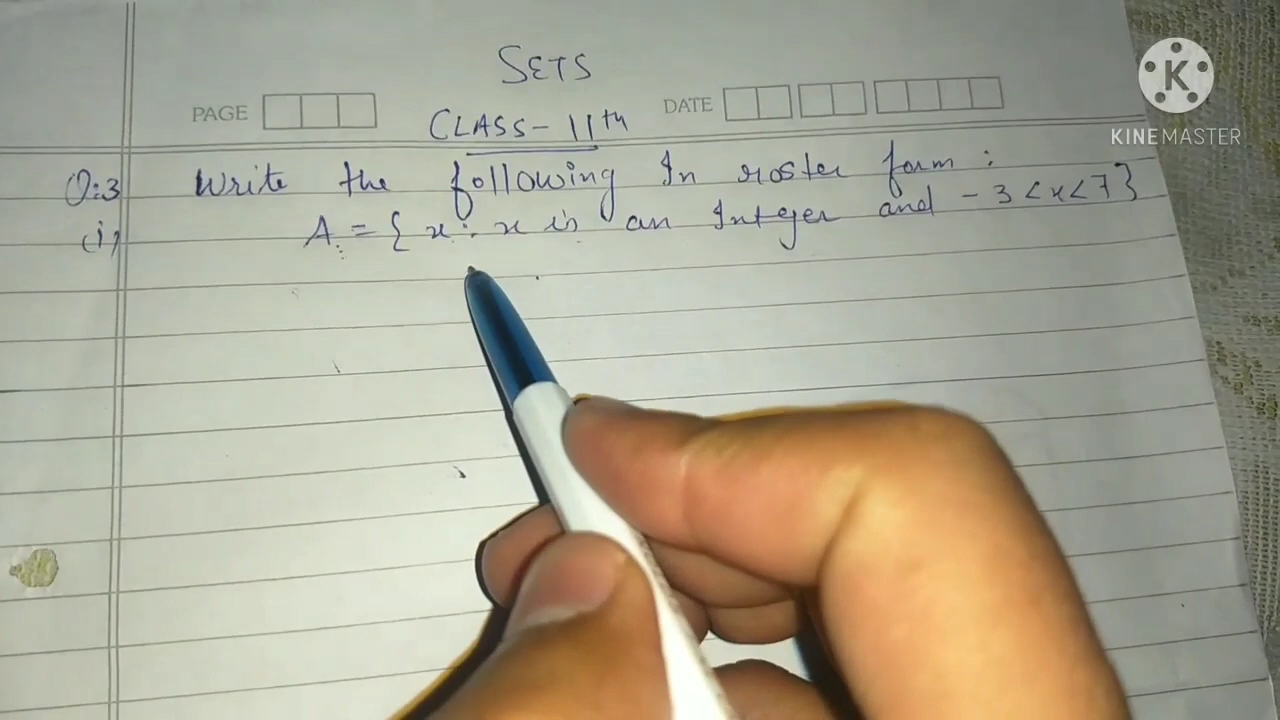 SETS
PAGE
DATE
CLASS - 11th
Q:3 Write the following In roster form :
(i) A = { x : x is an Integer and - 3 < x < 7 }
K
KINEMASTER